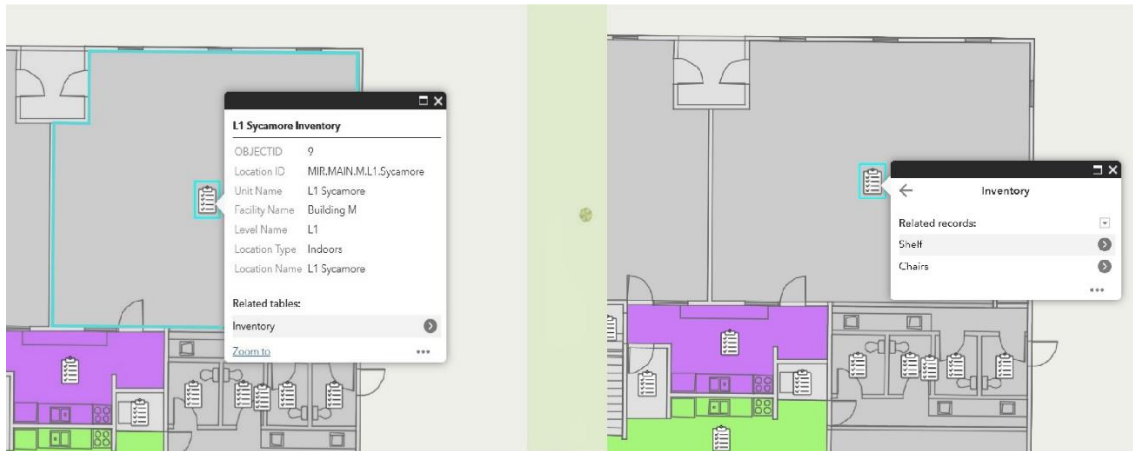 L1 Sycamore Inventory
OBJECTID 9
Location ID MIR.MAIN.M.L1.Sycamore
Unit Name L1 Sycamore
Facility Name Building M
Level Name L1
Location Type Indoors
Location Name L1 Sycamore
Related tables:
Inventory
Zoom to
Inventory
Related records:
Shelf
Chairs